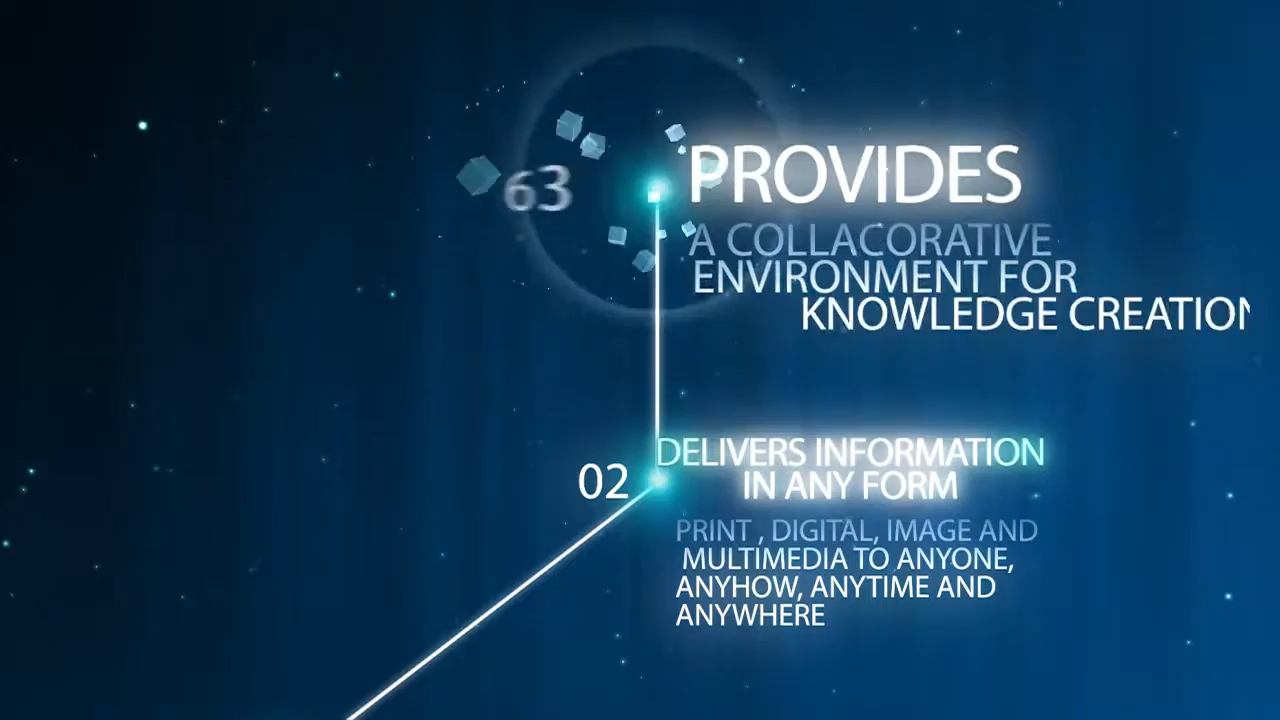 63
PROVIDES
A COLLACORATIVE
ENVIRONMENT FOR
KNOWLEDGE CREATION
02
DELIVERS INFORMATION
IN ANY FORM
PRINT , DIGITAL, IMAGE AND
MULTIMEDIA TO ANYONE,
ANYHOW, ANYTIME AND
ANYWHERE